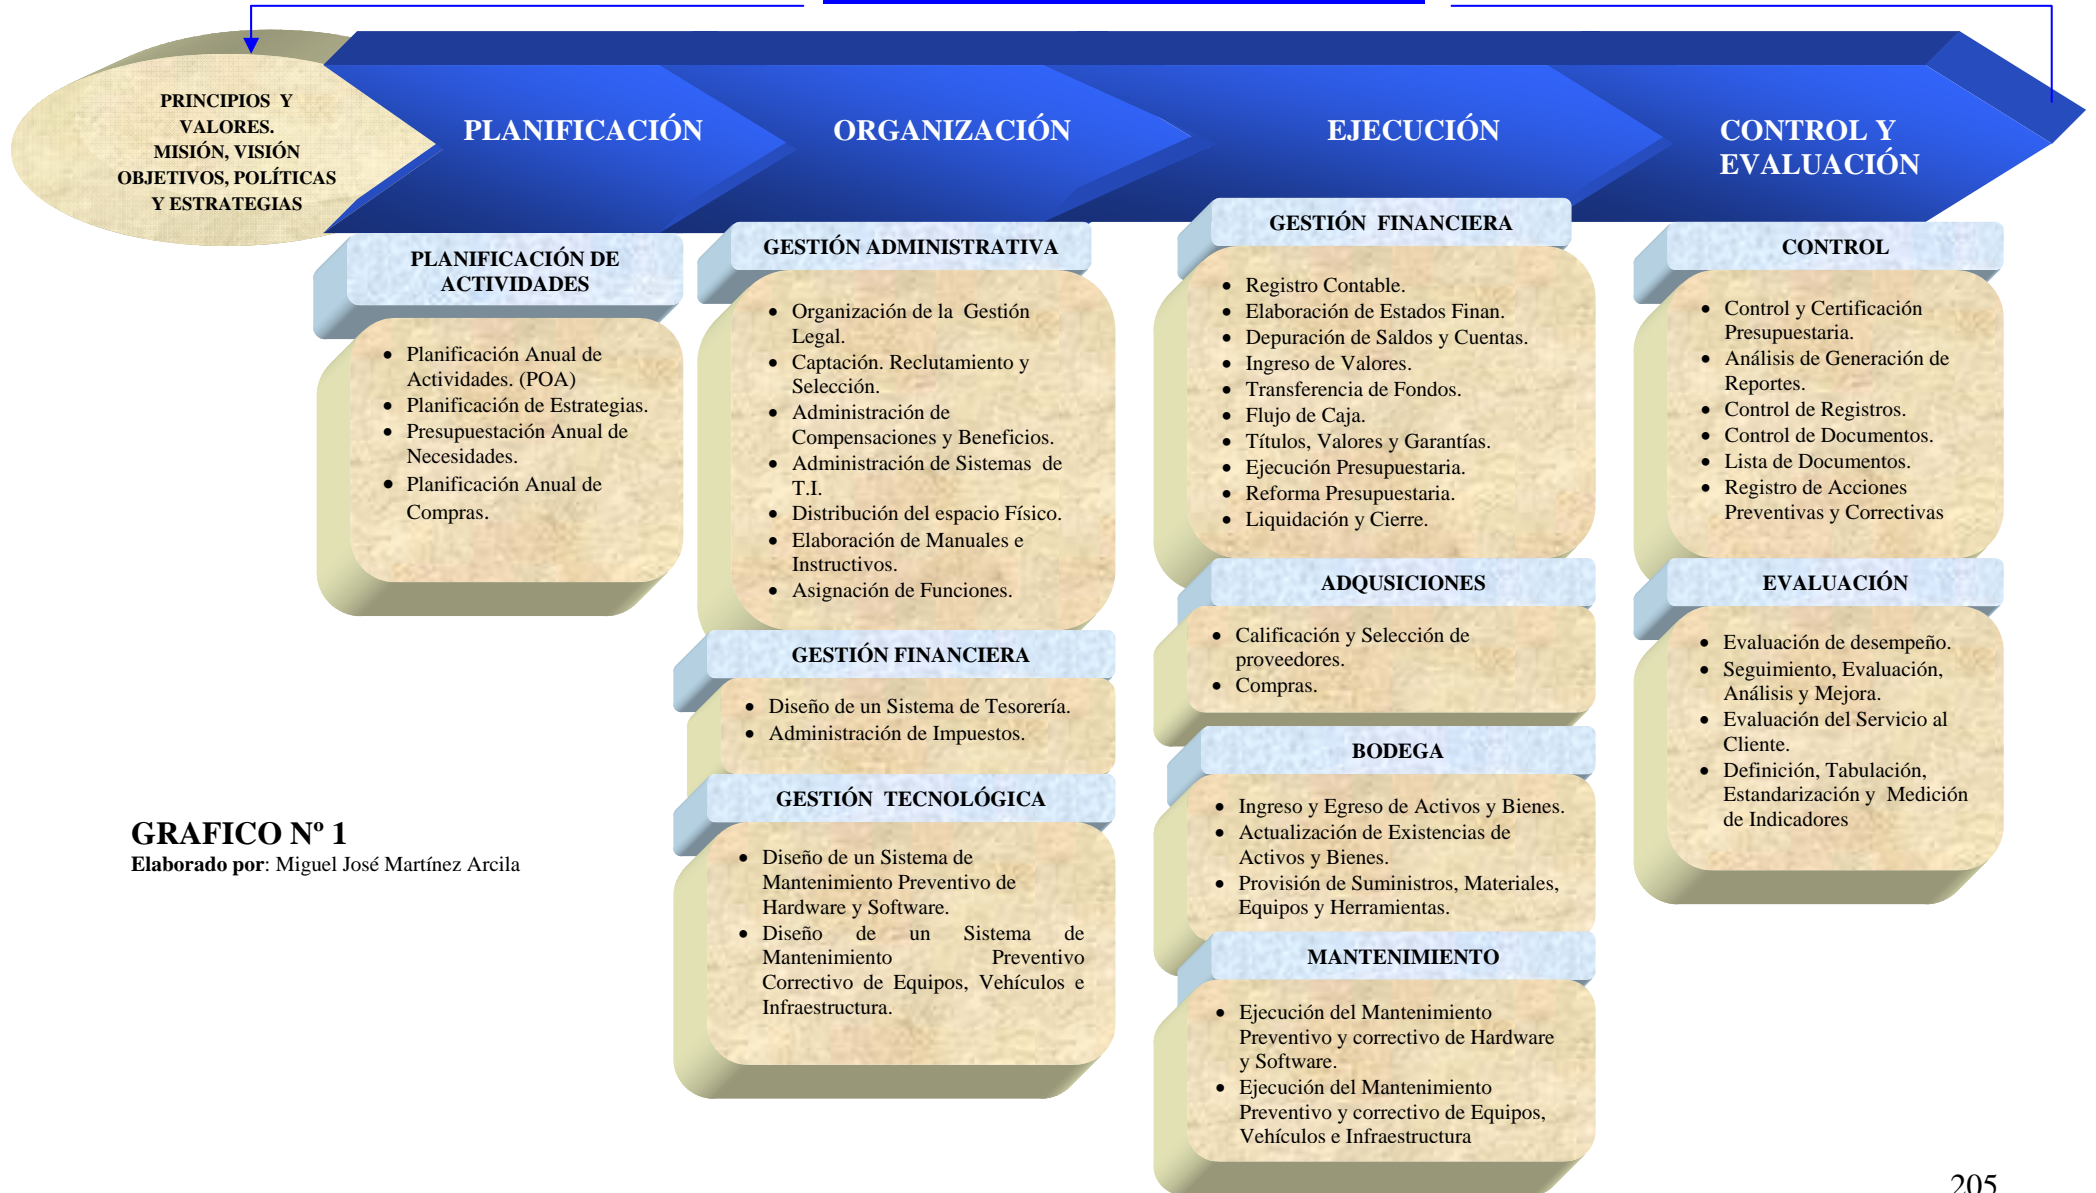 PRINCIPIOS Y
VALORES.
MISIÓN, VISIÓN
OBJETIVOS, POLÍTICAS
Y ESTRATEGIAS
PLANIFICACIÓN
ORGANIZACIÓN
EJECUCIÓN
CONTROL Y
EVALUACIÓN
PLANIFICACIÓN DE
ACTIVIDADES
• Planificación Anual de
Actividades. (POA)
• Planificación de Estrategias.
• Presupuestación Anual de
Necesidades.
• Planificación Anual de
Compras.
GESTIÓN ADMINISTRATIVA
• Organización de la Gestión
Legal.
• Captación. Reclutamiento y
Selección.
• Administración de
Compensaciones y Beneficios.
• Administración de Sistemas de
T.I.
• Distribución del espacio Físico.
• Elaboración de Manuales e
Instructivos.
• Asignación de Funciones.
GESTIÓN FINANCIERA
• Diseño de un Sistema de Tesorería.
• Administración de Impuestos.
GESTIÓN TECNOLÓGICA
• Diseño de un Sistema de
Mantenimiento Preventivo de
Hardware y Software.
• Diseño de un Sistema de
Mantenimiento Preventivo
Correctivo de Equipos, Vehículos e
Infraestructura.
GESTIÓN FINANCIERA
• Registro Contable.
• Elaboración de Estados Finan.
• Depuración de Saldos y Cuentas.
• Ingreso de Valores.
• Transferencia de Fondos.
• Flujo de Caja.
• Títulos, Valores y Garantías.
• Ejecución Presupuestaria.
• Reforma Presupuestaria.
• Liquidación y Cierre.
ADQUSICIONES
• Calificación y Selección de
proveedores.
• Compras.
BODEGA
• Ingreso y Egreso de Activos y Bienes.
• Actualización de Existencias de
Activos y Bienes.
• Provisión de Suministros, Materiales,
Equipos y Herramientas.
MANTENIMIENTO
• Ejecución del Mantenimiento
Preventivo y correctivo de Hardware
y Software.
• Ejecución del Mantenimiento
Preventivo y correctivo de Equipos,
Vehículos e Infraestructura
CONTROL
• Control y Certificación
Presupuestaria.
• Análisis de Generación de
Reportes.
• Control de Registros.
• Control de Documentos.
• Lista de Documentos.
• Registro de Acciones
Preventivas y Correctivas
EVALUACIÓN
• Evaluación de desempeño.
• Seguimiento, Evaluación,
Análisis y Mejora.
• Evaluación del Servicio al
Cliente.
• Definición, Tabulación,
Estandarización y Medición
de Indicadores
GRAFICO Nº 1
Elaborado por: Miguel José Martínez Arcila
205